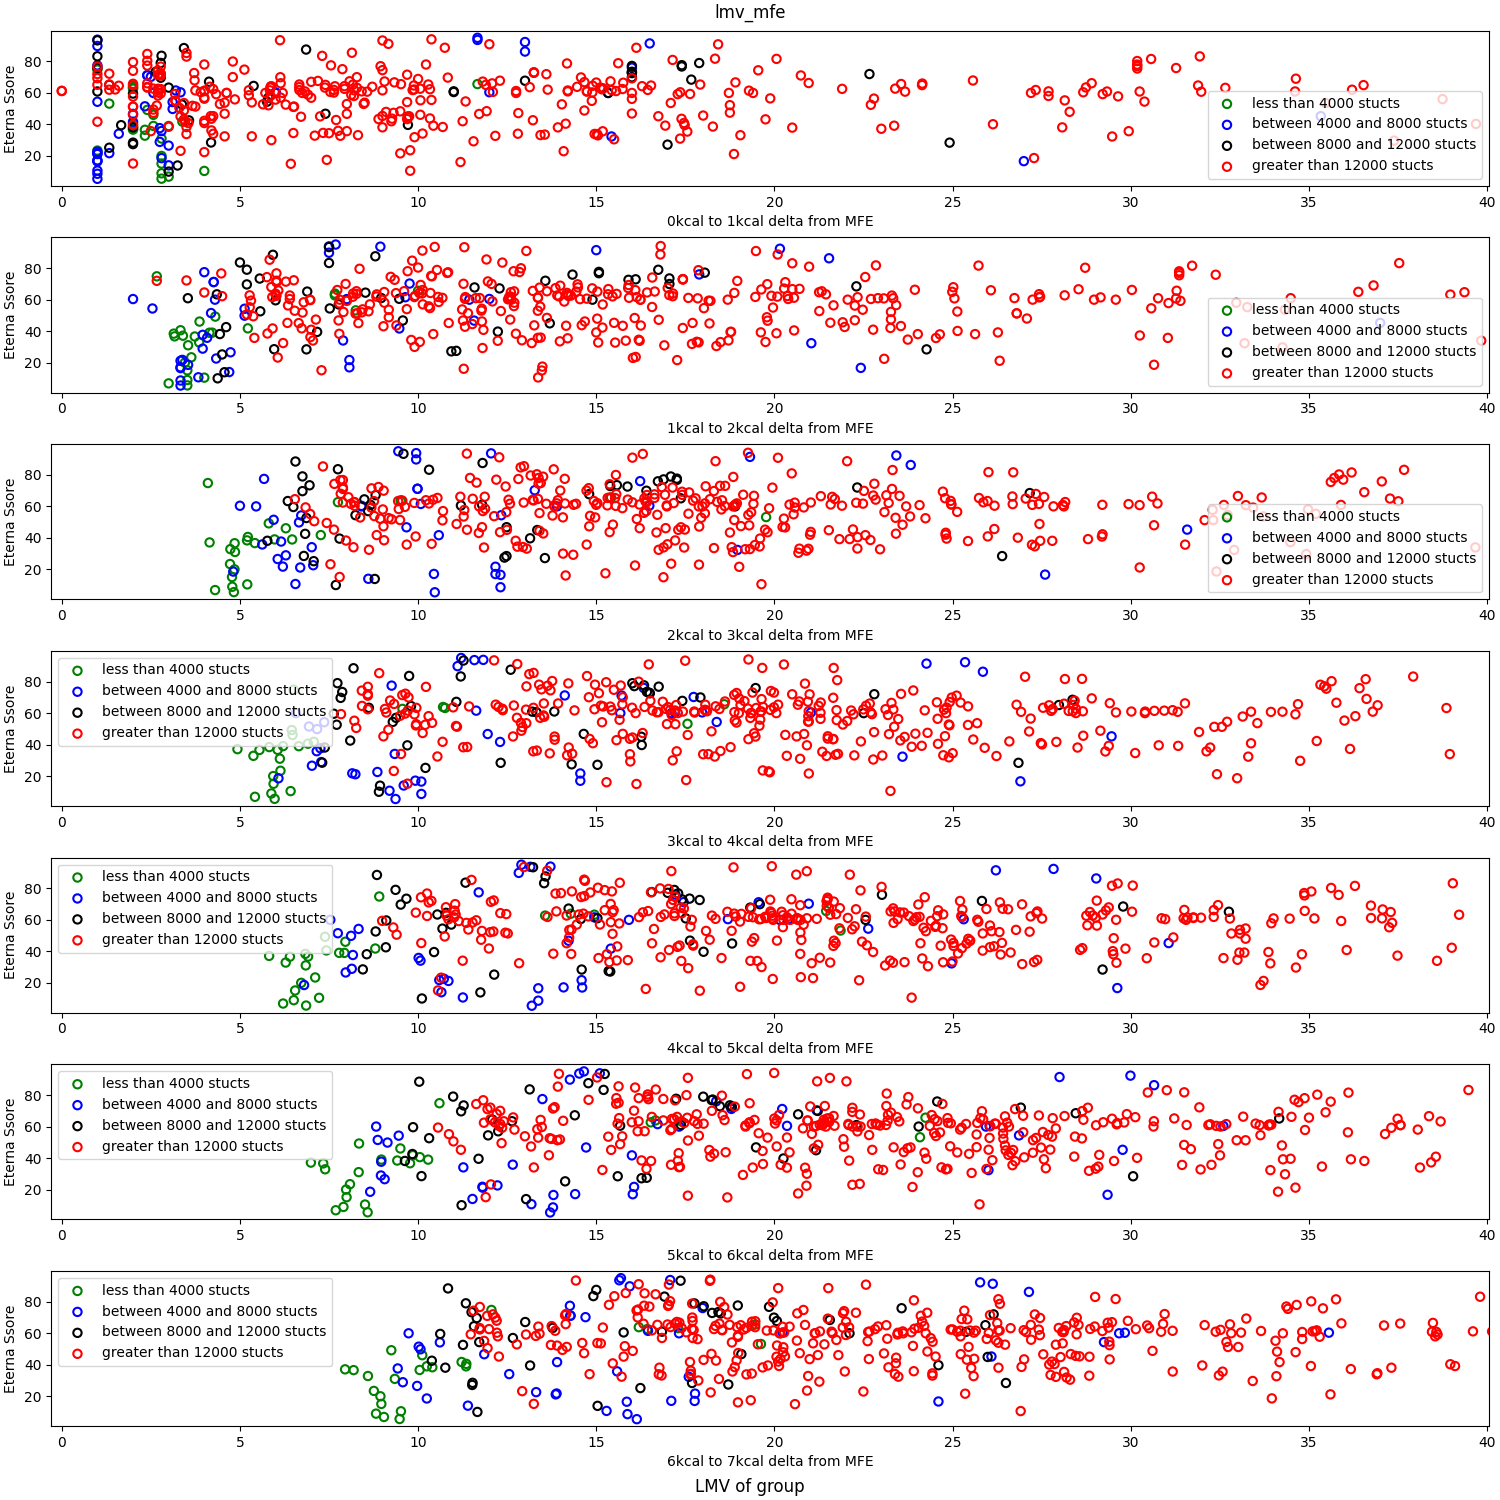 lmv_mfe
Eterna Ssore
80
60
40
20
less than 4000 stucts
between 4000 and 8000 stucts
between 8000 and 12000 stucts
greater than 12000 stucts
0 5 10 15 20 25 30 35 40
0kcal to 1kcal delta from MFE
Eterna Ssore
80
60
40
20
less than 4000 stucts
between 4000 and 8000 stucts
between 8000 and 12000 stucts
greater than 12000 stucts
0 5 10 15 20 25 30 35 40
1kcal to 2kcal delta from MFE
Eterna Ssore
80
60
40
20
less than 4000 stucts
between 4000 and 8000 stucts
between 8000 and 12000 stucts
greater than 12000 stucts
0 5 10 15 20 25 30 35 40
2kcal to 3kcal delta from MFE
Eterna Ssore
80
60
40
20
less than 4000 stucts
between 4000 and 8000 stucts
between 8000 and 12000 stucts
greater than 12000 stucts
0 5 10 15 20 25 30 35 40
3kcal to 4kcal delta from MFE
Eterna Ssore
80
60
40
20
less than 4000 stucts
between 4000 and 8000 stucts
between 8000 and 12000 stucts
greater than 12000 stucts
0 5 10 15 20 25 30 35 40
4kcal to 5kcal delta from MFE
Eterna Ssore
80
60
40
20
less than 4000 stucts
between 4000 and 8000 stucts
between 8000 and 12000 stucts
greater than 12000 stucts
0 5 10 15 20 25 30 35 40
5kcal to 6kcal delta from MFE
Eterna Ssore
80
60
40
20
less than 4000 stucts
between 4000 and 8000 stucts
between 8000 and 12000 stucts
greater than 12000 stucts
0 5 10 15 20 25 30 35 40
6kcal to 7kcal delta from MFE
LMV of group